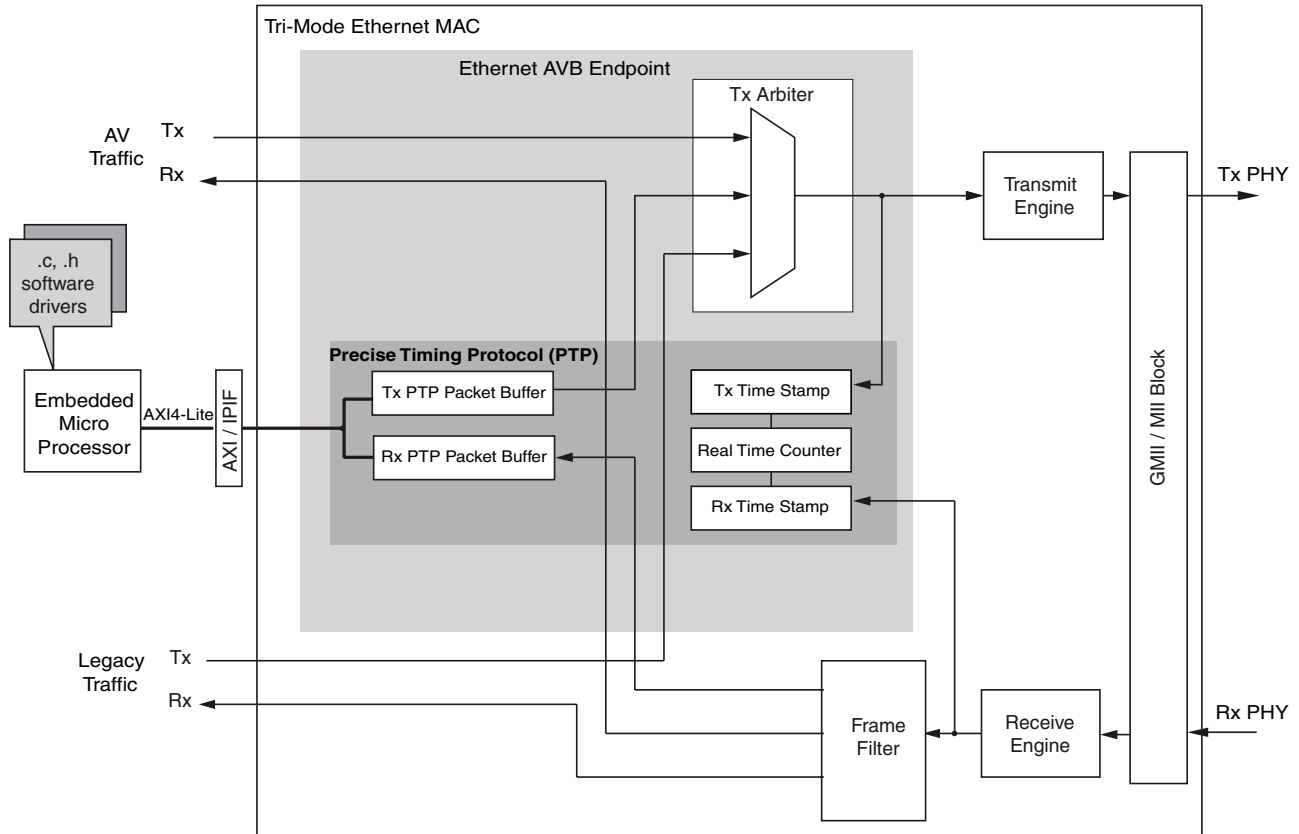 Tri-Mode Ethernet MAC
Ethernet AVB Endpoint
Tx Arbiter
AV
Traffic
Tx
Rx
Transmit
Engine
Tx PHY
.c, .h
software
drivers
Precise Timing Protocol (PTP)
Embedded
Micro
Processor
AXI4-Lite
AXI / IPIF
Tx PTP Packet Buffer
Rx PTP Packet Buffer
Tx Time Stamp
Real Time Counter
Rx Time Stamp
GMII / MII Block
Legacy
Traffic
Tx
Rx
Frame
Filter
Receive
Engine
Rx PHY